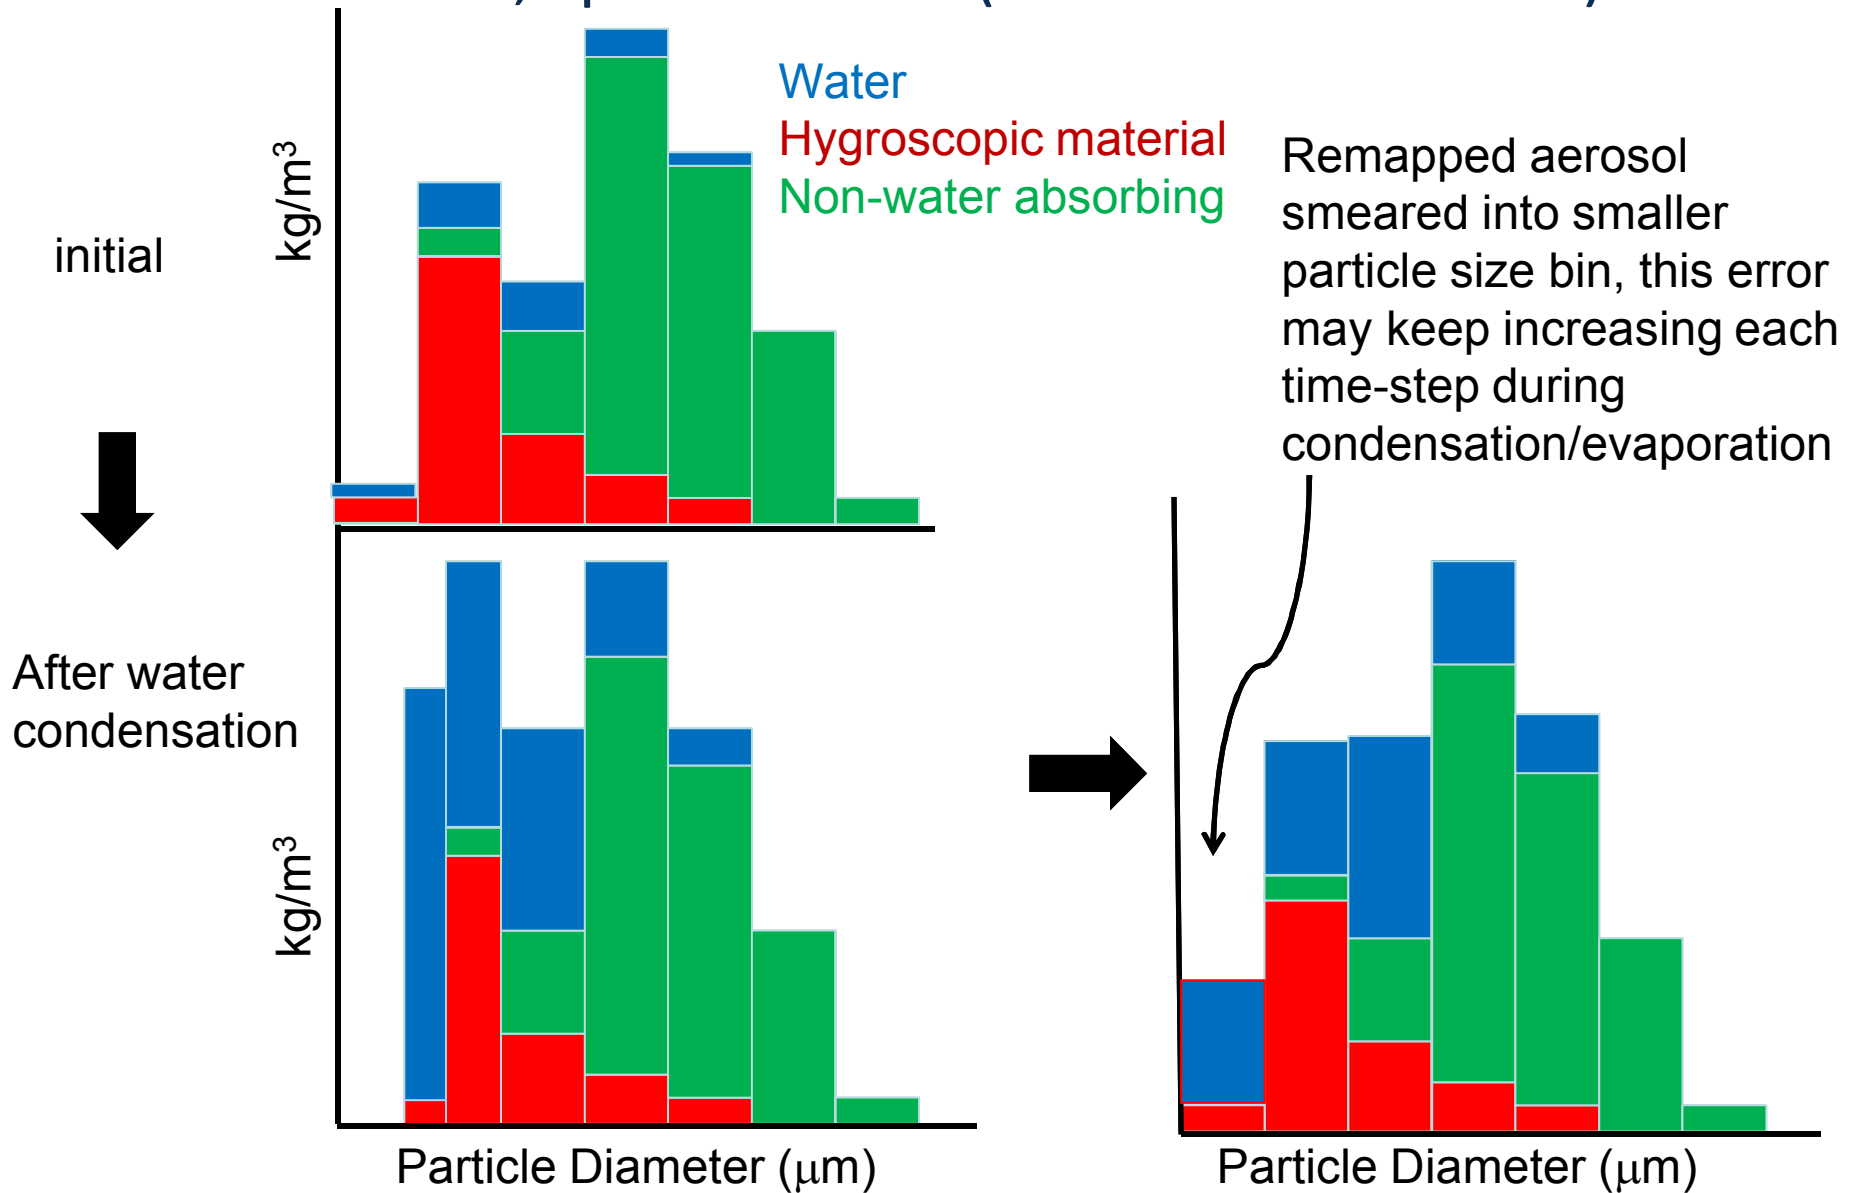 Water
Hygroscopic material
Non-water absorbing
kg/m³
initial
Remapped aerosol
smeared into smaller
particle size bin, this error
may keep increasing each
time-step during
condensation/evaporation
After water
condensation
kg/m³
Particle Diameter (μm)
Particle Diameter (μm)